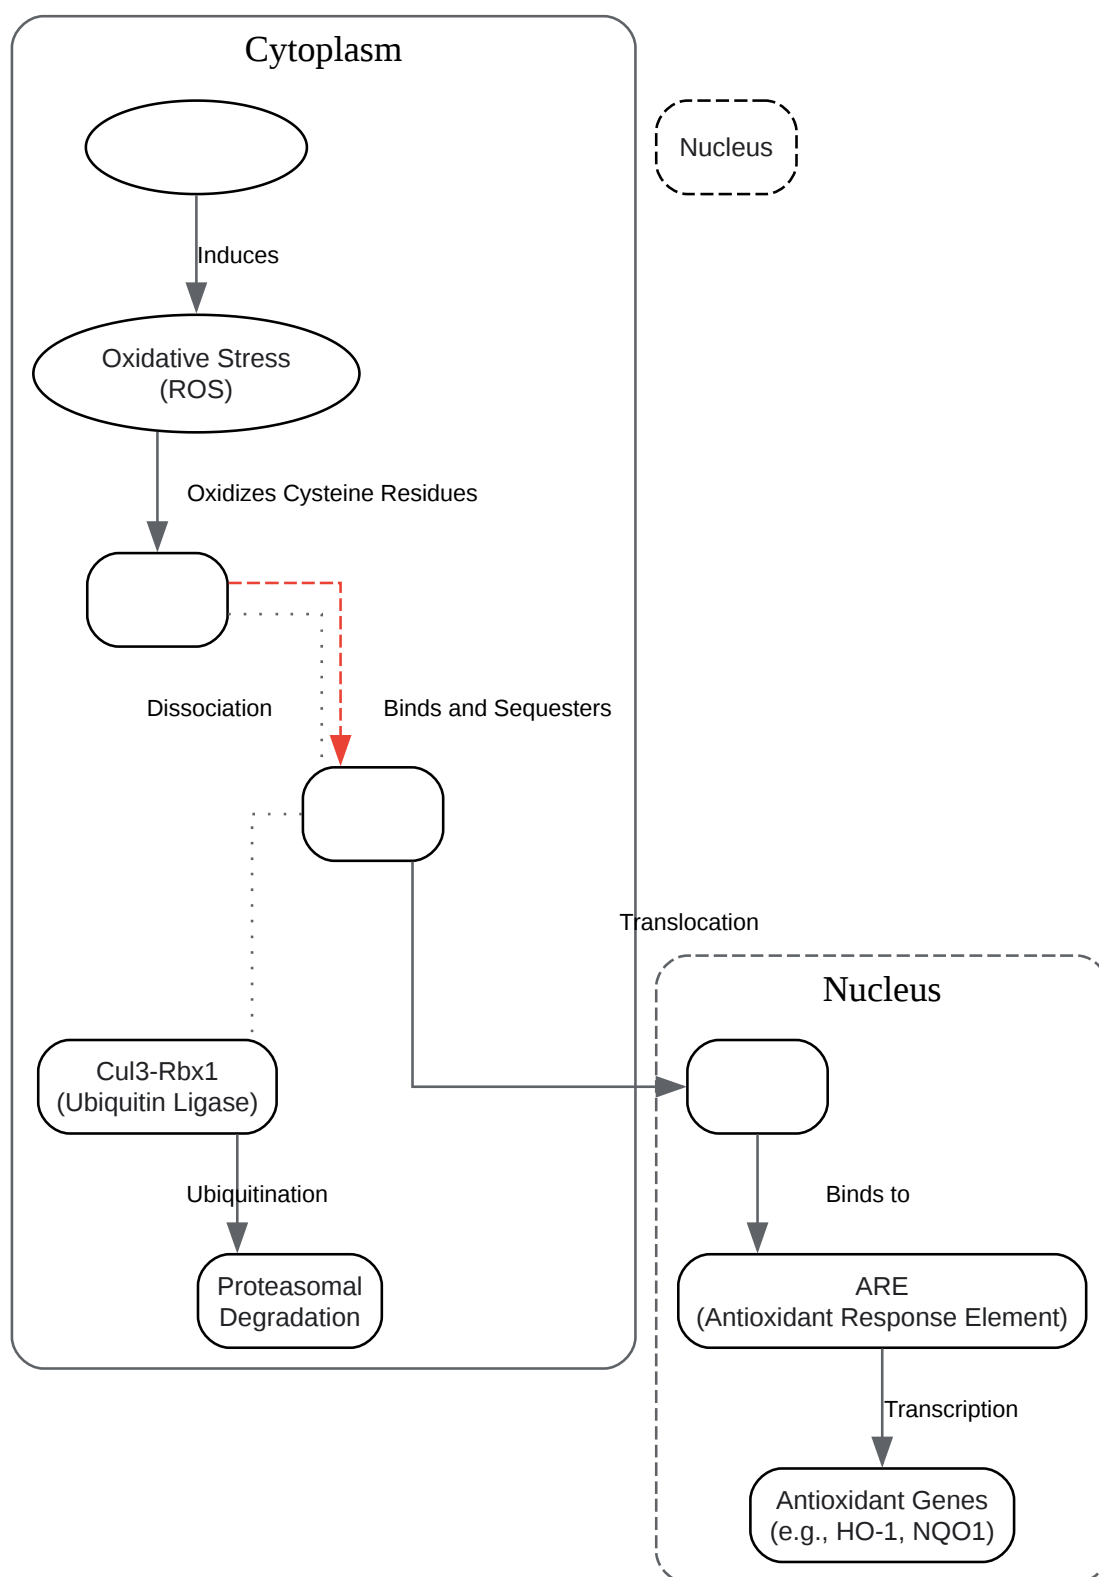 Cytoplasm
Nucleus
Induces
Oxidative Stress
(ROS)
Oxidizes Cysteine Residues
Dissociation
Binds and Sequesters
Translocation
Nucleus
Cul3-Rbx1
(Ubiquitin Ligase)
Ubiquitination
Binds to
Proteasomal
Degradation
ARE
(Antioxidant Response Element)
Transcription
Antioxidant Genes
(e.g., HO-1, NQO1)